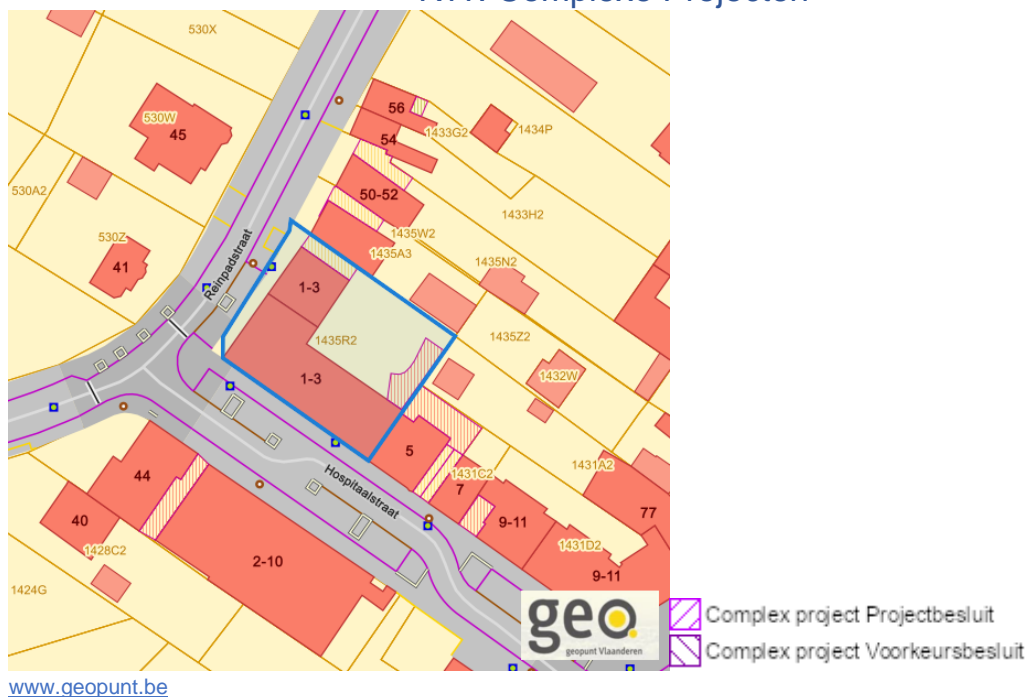 530X
56
1433G2
1434P
530W
45
54
530A2
50-52
1433H2
530Z
1435W2
1435A3
1435N2
41
Reinpadstraat
1-3
1435R2
1435Z2
1-3
1432W
5
1431C2
1431A2
Hospitaalstraat
7
44
77
40
9-11
1428C2
1431D2
2-10
9-11
1424G
geo.
geopunt Vlaanderen
Complex project Projectbesluit
Complex project Voorkeursbesluit
www.geopunt.be